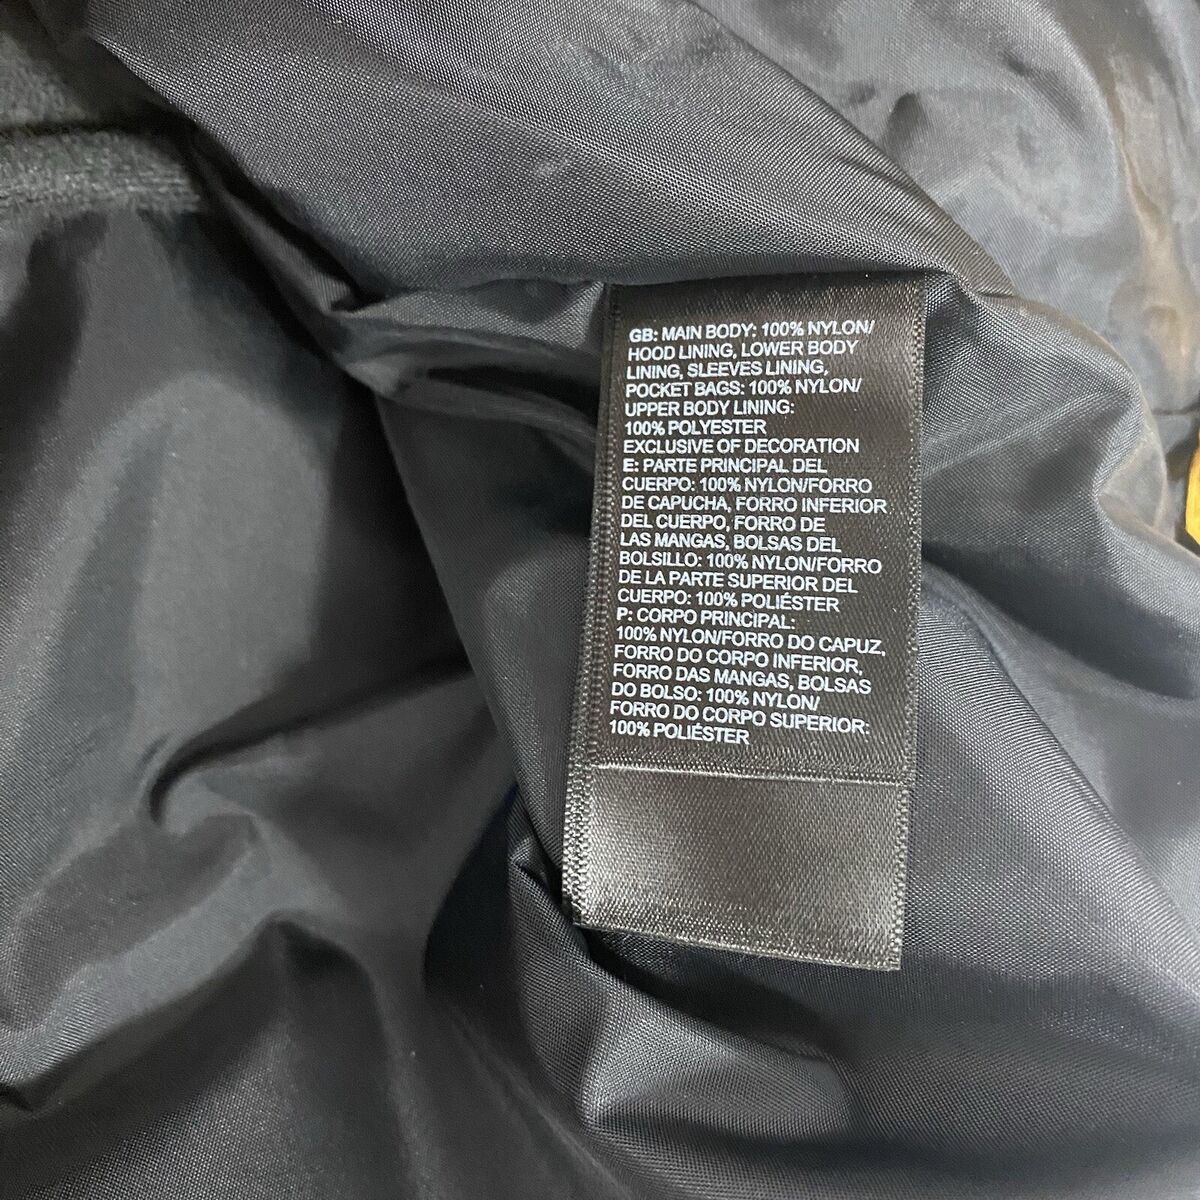 GB: MAIN BODY: 100% NYLON/
HOOD LINING, LOWER BODY
LINING, SLEEVES LINING,
POCKET BAGS: 100% NYLON/
UPPER BODY LINING:
100% POLYESTER
EXCLUSIVE OF DECORATION
E: PARTE PRINCIPAL DEL
CUERPO: 100% NYLON/FORRO
DE CAPUCHA, FORRO INFERIOR
DEL CUERPO, FORRO DE
LAS MANGAS, BOLSAS DEL
BOLSILLO: 100% NYLON/FORRO
DE LA PARTE SUPERIOR DEL
CUERPO: 100% POLIÉSTER
P: CORPO PRINCIPAL:
100% NYLON/FORRO DO CAPUZ,
FORRO DO CORPO INFERIOR,
FORRO DAS MANGAS, BOLSAS
DO BOLSO: 100% NYLON/
FORRO DO CORPO SUPERIOR:
100% POLIÉSTER